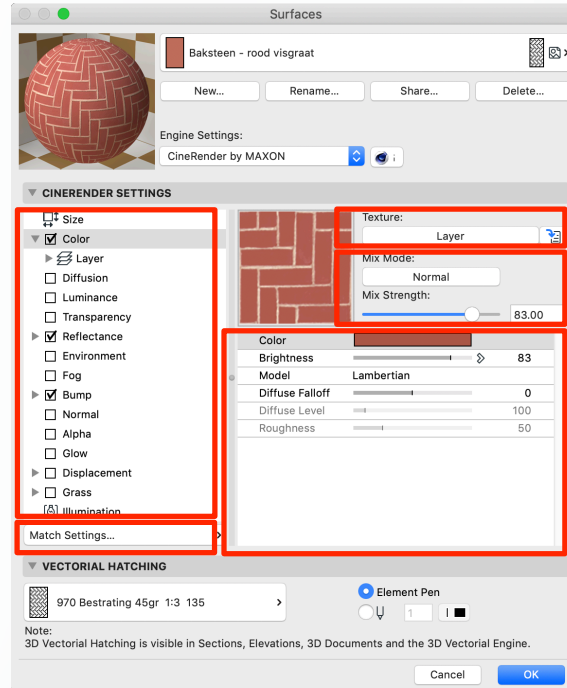 Surfaces
Baksteen - rood visgraat
New... Rename... Share... Delete...
Engine Settings:
CineRender by MAXON
CINERENDER SETTINGS
Size
Color
Layer
Diffusion
Luminance
Transparency
Reflectance
Environment
Fog
Bump
Normal
Alpha
Glow
Displacement
Grass
Illumination
Match Settings...
Texture:
Layer
Mix Mode:
Normal
Mix Strength:
83.00
Color
Brightness 83
Model Lambertian
Diffuse Falloff 0
Diffuse Level 100
Roughness 50
VECTORIAL HATCHING
970 Bestrating 45gr 1:3 135
Element Pen
1
Note:
3D Vectorial Hatching is visible in Sections, Elevations, 3D Documents and the 3D Vectorial Engine.
Cancel OK